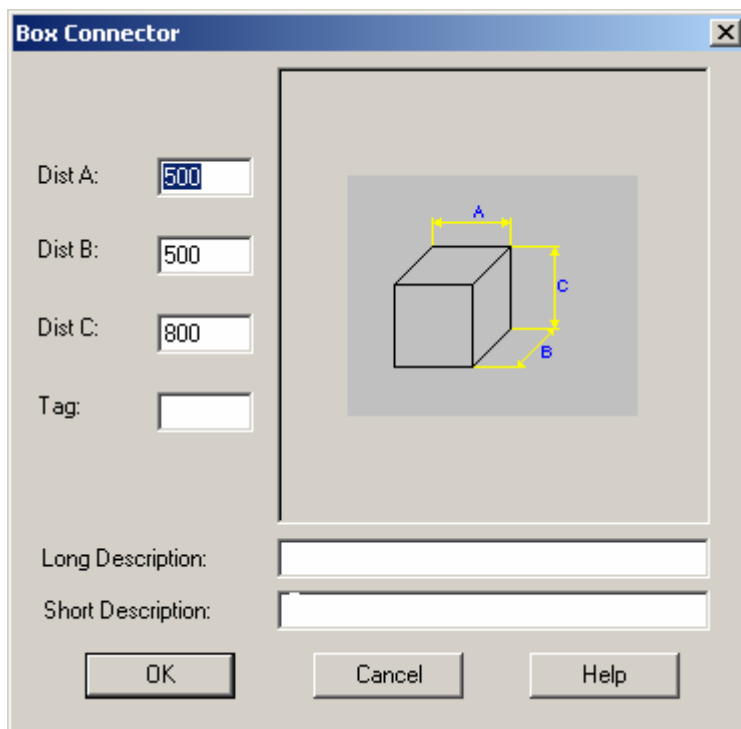 Box Connector
Dist A: 500
Dist B: 500
Dist C: 800
Tag:
A
C
B
Long Description:
Short Description:
OK Cancel Help